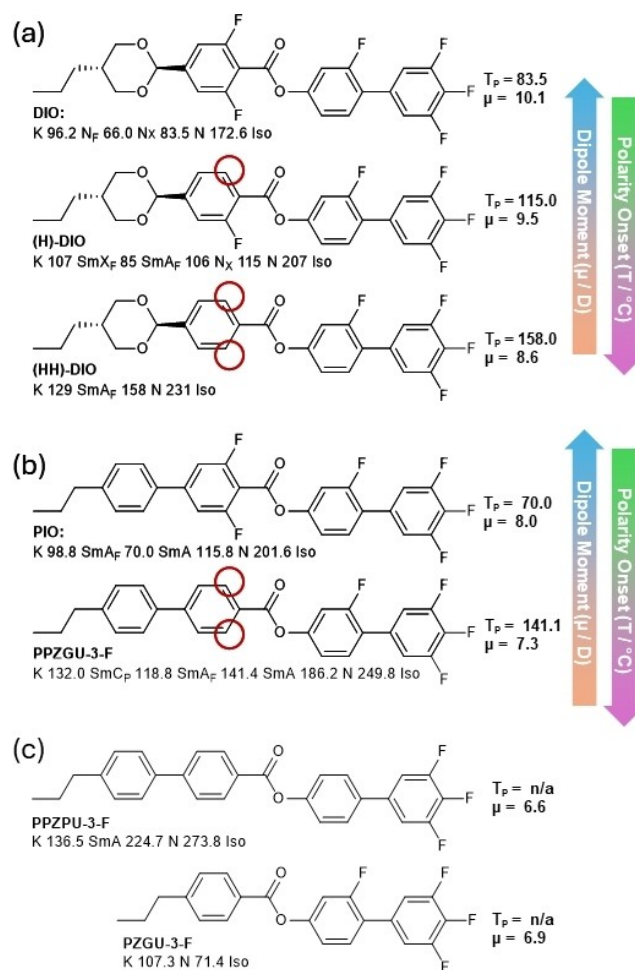 (a)
F
O
O
O
O
F
F
F
F
F
T_P = 83.5
μ = 10.1
DIO:
K 96.2 N_F 66.0 N_X 83.5 N 172.6 Iso
O
O
O
O
F
F
F
F
F
T_P = 115.0
μ = 9.5
(H)-DIO
K 107 SmX_F 85 SmA_F 106 N_X 115 N 207 Iso
O
O
O
O
F
F
F
F
T_P = 158.0
μ = 8.6
(HH)-DIO
K 129 SmA_F 158 N 231 Iso
Dipole Moment (μ / D)
Polarity Onset (T / °C)
(b)
F
O
O
F
F
F
F
F
T_P = 70.0
μ = 8.0
PIO:
K 98.8 SmA_F 70.0 SmA 115.8 N 201.6 Iso
O
O
F
F
F
F
T_P = 141.1
μ = 7.3
PPZGU-3-F
K 132.0 SmC_P 118.8 SmA_F 141.4 SmA 186.2 N 249.8 Iso
Dipole Moment (μ / D)
Polarity Onset (T / °C)
(c)
O
O
F
F
F
T_P = n/a
μ = 6.6
PPZPU-3-F
K 136.5 SmA 224.7 N 273.8 Iso
O
O
F
F
F
F
T_P = n/a
μ = 6.9
PZGU-3-F
K 107.3 N 71.4 Iso